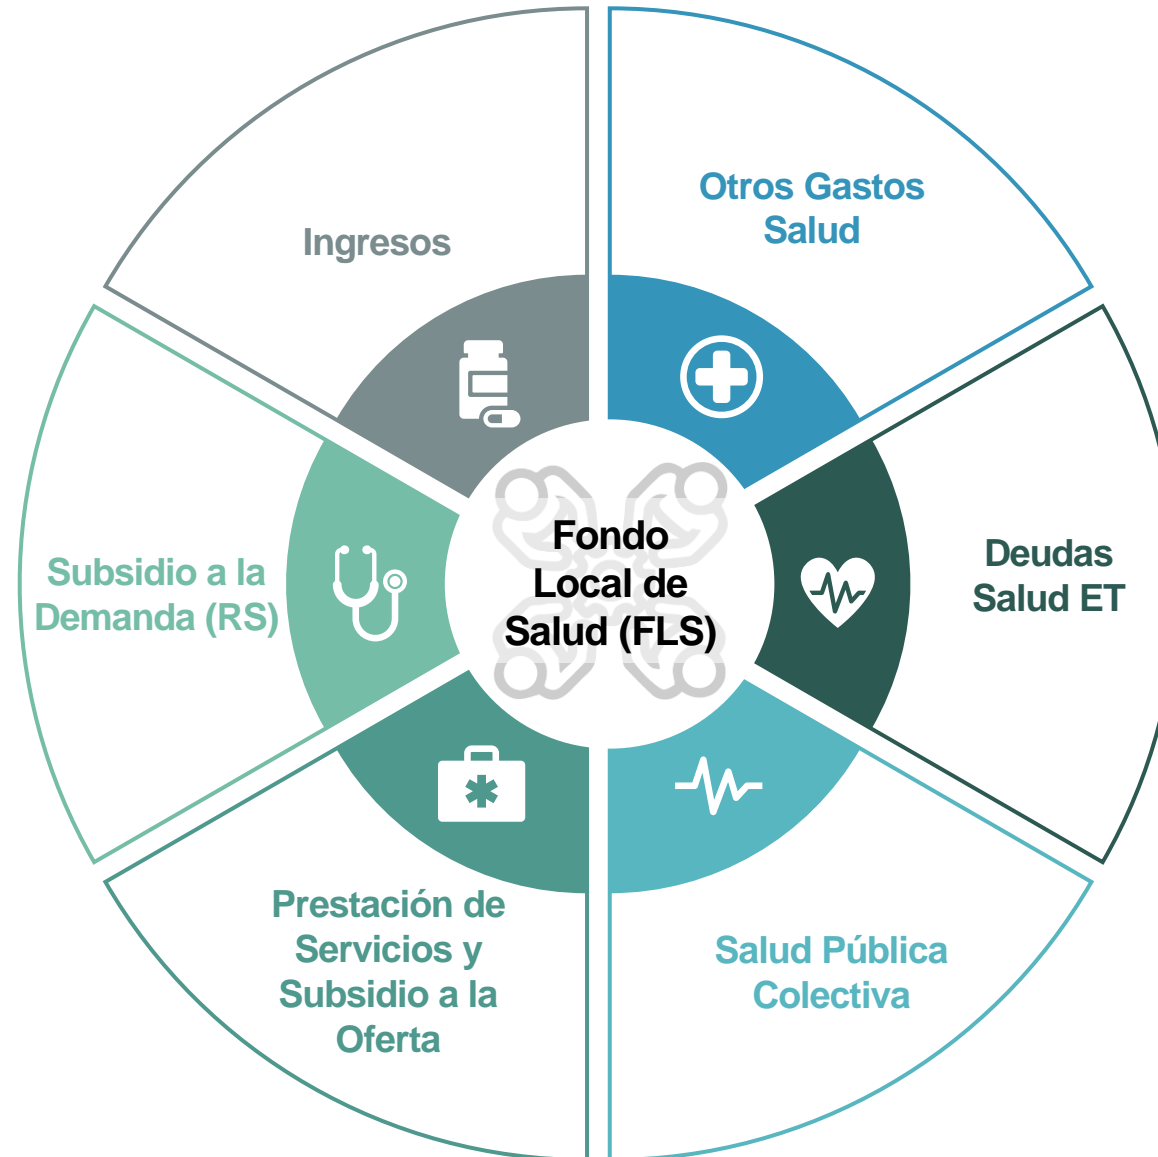 Ingresos
Otros Gastos
Salud
Subsidio a la
Demanda (RS)
Fondo
Local de
Salud (FLS)
Deudas
Salud ET
Prestación de
Servicios y
Subsidio a la
Oferta
Salud Pública
Colectiva